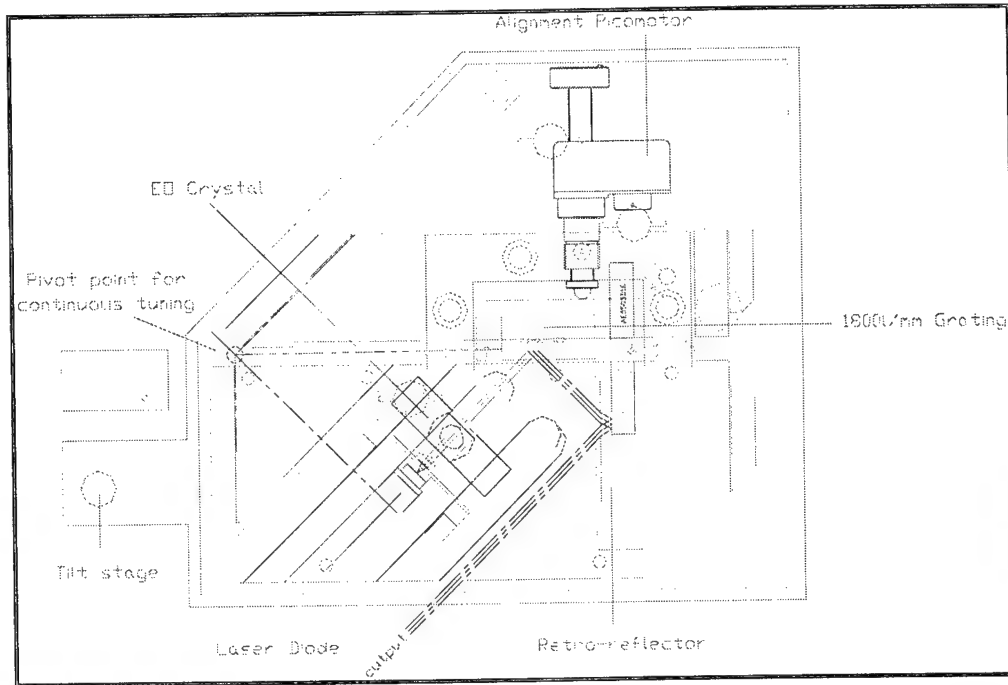 Alignment Picomotor
EO Crystal
Pivot point for
continuous tuning
1800l/mm Grating
Tilt stage
Laser Diode
output
Retro-reflector